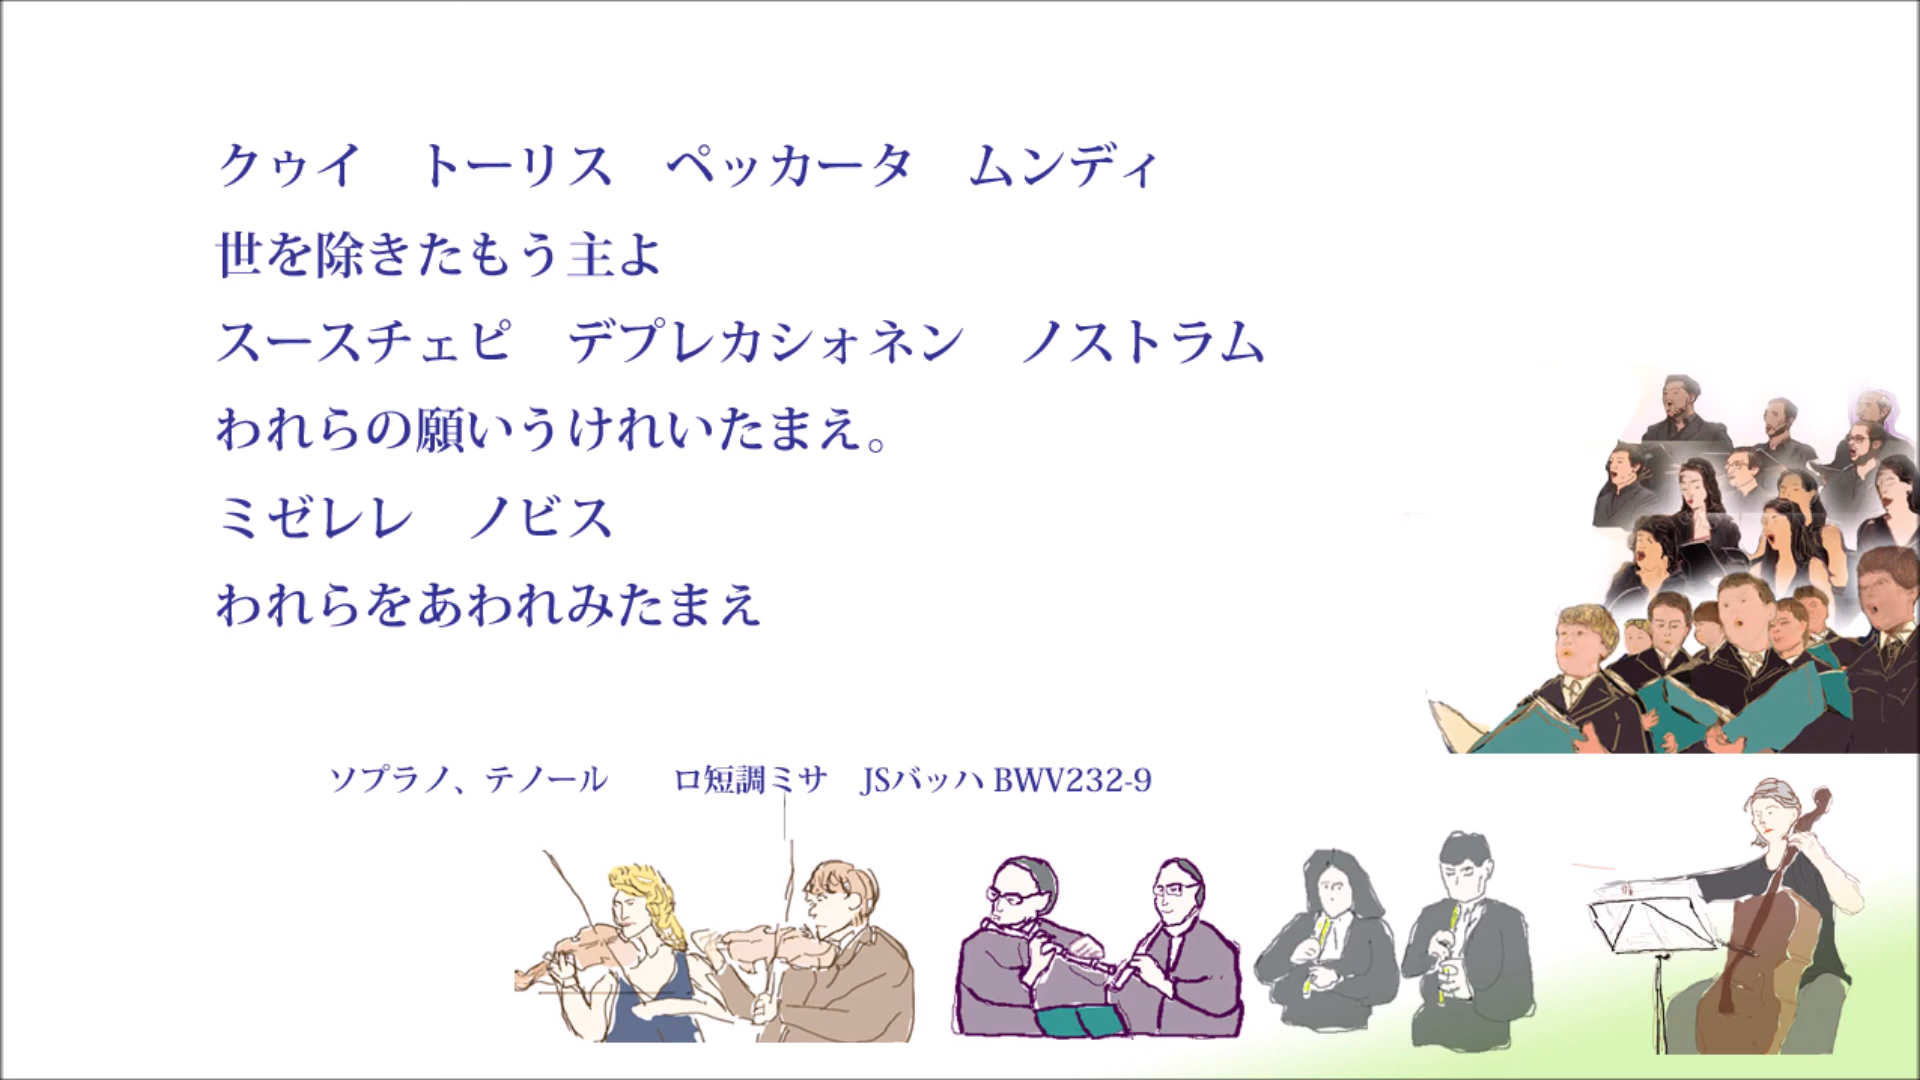 クゥイ　トーリス　ペッカータ　ムンディ
世を除きたもう主よ
スースチェピ　デプレカシォネン　ノストラム
われらの願いうけれいたまえ。
ミゼレレ　ノビス
われらをあわれみたまえ
ソプラノ、テノール　　ロ短調ミサ　JSバッハ BWV232-9